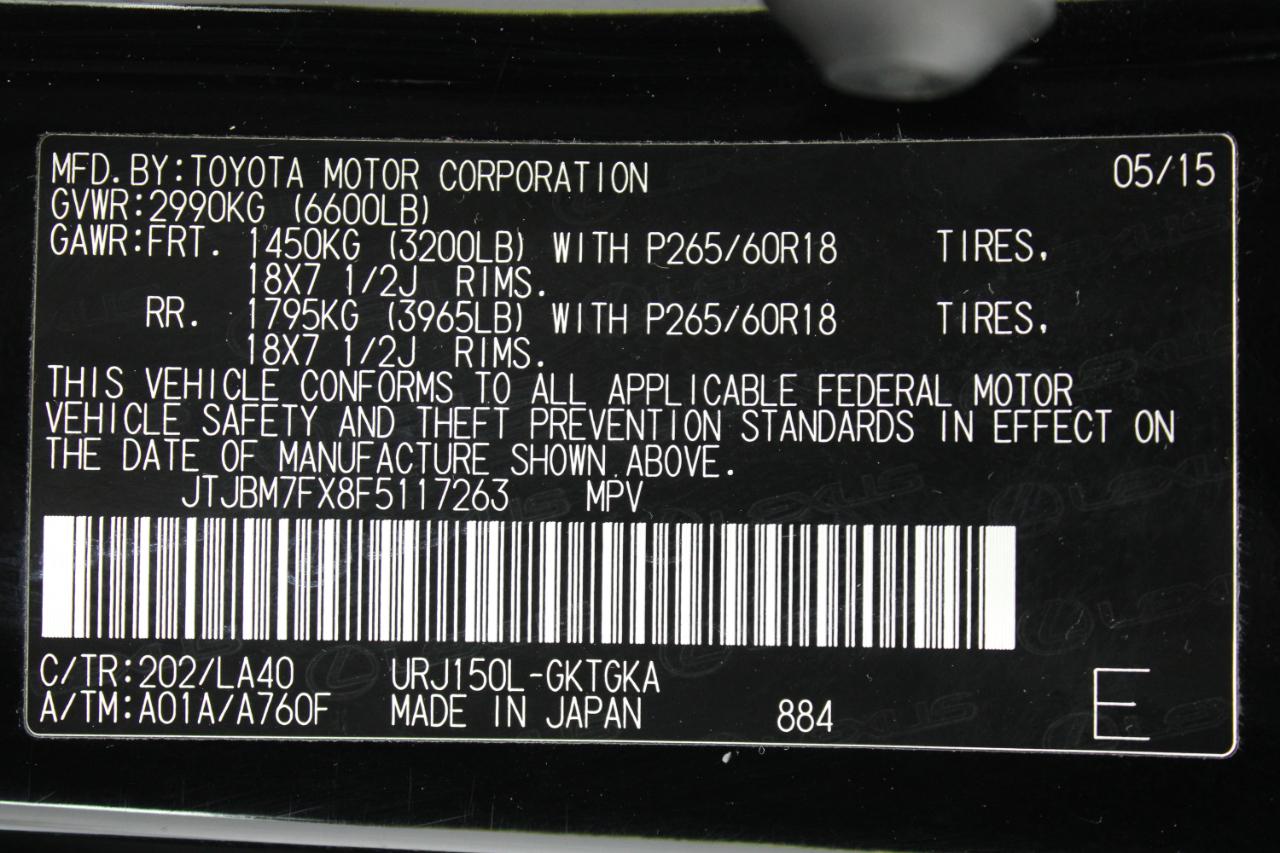 MFD.BY:TOYOTA MOTOR CORPORATION 05/15
GVWR:2990KG (6600LB)
GAWR:FRT. 1450KG (3200LB) WITH P265/60R18 TIRES,
18X7 1/2J RIMS.
RR. 1795KG (3965LB) WITH P265/60R18 TIRES,
18X7 1/2J RIMS.
THIS VEHICLE CONFORMS TO ALL APPLICABLE FEDERAL MOTOR
VEHICLE SAFETY AND THEFT PREVENTION STANDARDS IN EFFECT ON
THE DATE OF MANUFACTURE SHOWN ABOVE.
JTJBM7FX8F5117263 MPV
C/TR:202/LA40 URJ150L-GKTGKA
A/TM:A01A/A760F MADE IN JAPAN 884 E
LEXUS